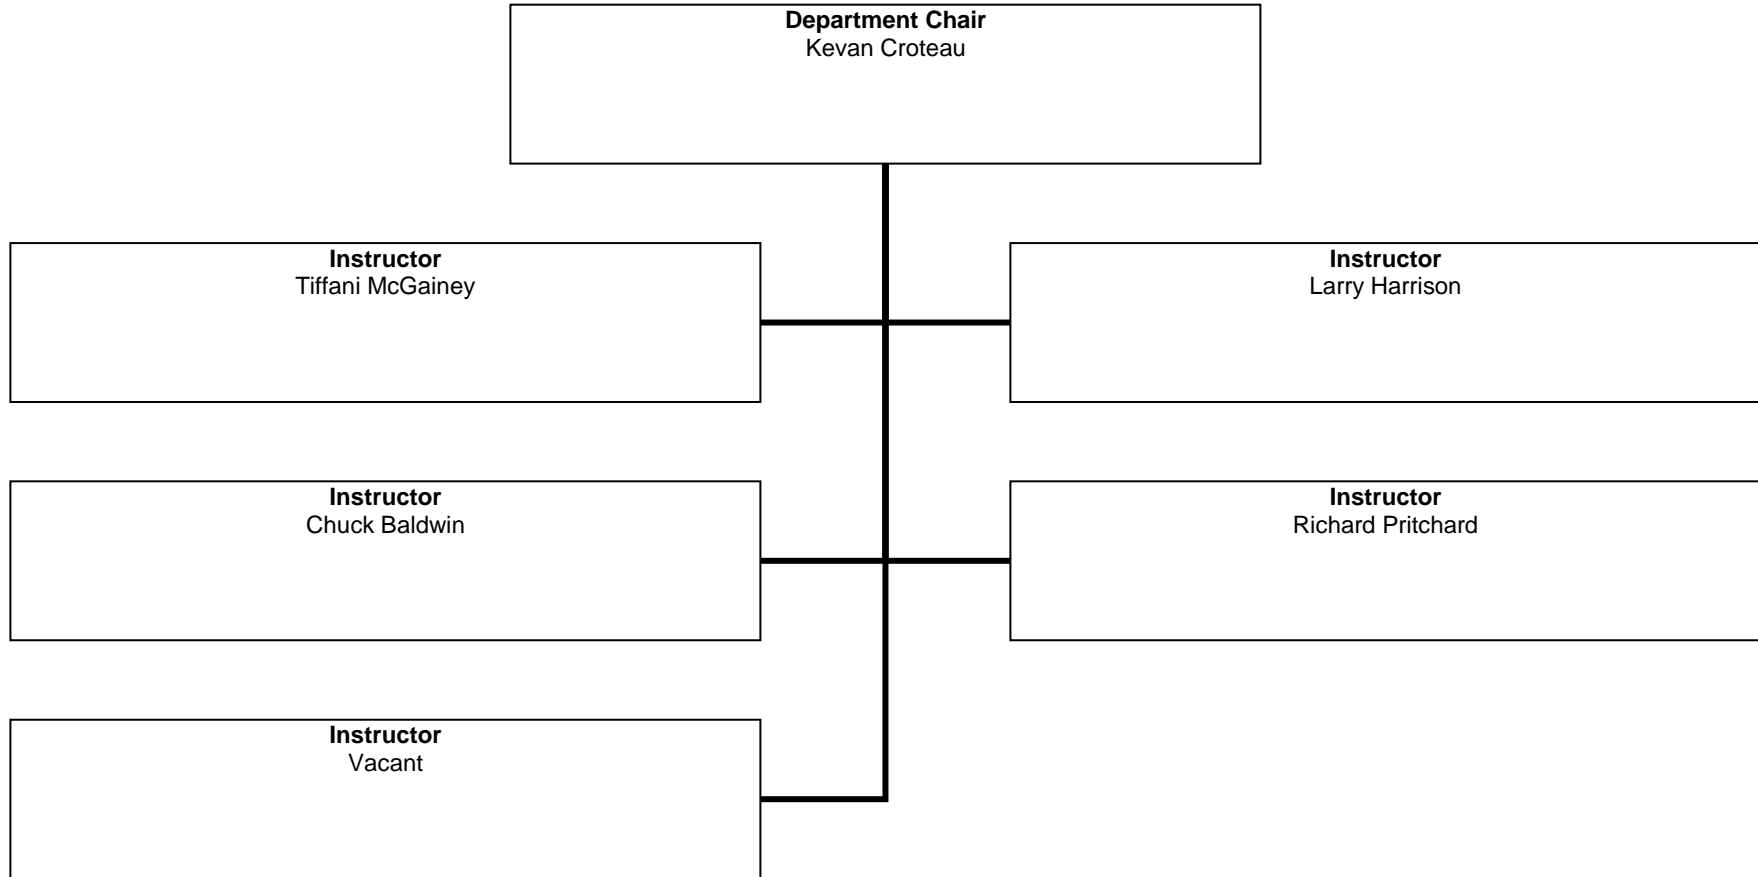 Department Chair
Kevan Croteau
Instructor
Tiffani McGainey
Instructor
Larry Harrison
Instructor
Chuck Baldwin
Instructor
Richard Pritchard
Instructor
Vacant